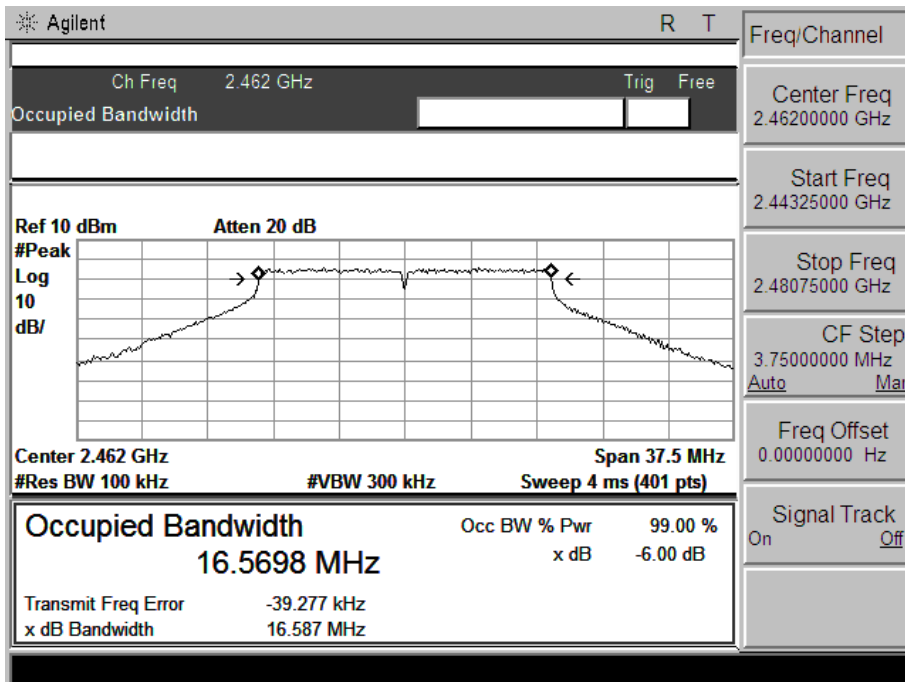 Agilent R T
Ch Freq 2.462 GHz Trig Free
Occupied Bandwidth
Ref 10 dBm Atten 20 dB
#Peak
Log
10
dB/
Center 2.462 GHz Span 37.5 MHz
#Res BW 100 kHz #VBW 300 kHz Sweep 4 ms (401 pts)
Occupied Bandwidth Occ BW % Pwr 99.00 %
16.5698 MHz x dB -6.00 dB
Transmit Freq Error -39.277 kHz
x dB Bandwidth 16.587 MHz
Freq/Channel
Center Freq
2.46200000 GHz
Start Freq
2.44325000 GHz
Stop Freq
2.48075000 GHz
CF Step
3.75000000 MHz
Auto Man
Freq Offset
0.00000000 Hz
Signal Track
On Off